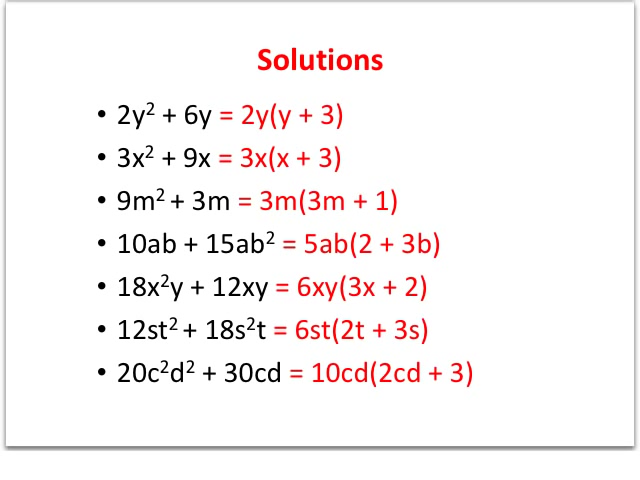 Solutions
• 2y² + 6y = 2y(y + 3)
• 3x² + 9x = 3x(x + 3)
• 9m² + 3m = 3m(3m + 1)
• 10ab + 15ab² = 5ab(2 + 3b)
• 18x²y + 12xy = 6xy(3x + 2)
• 12st² + 18s²t = 6st(2t + 3s)
• 20c²d² + 30cd = 10cd(2cd + 3)